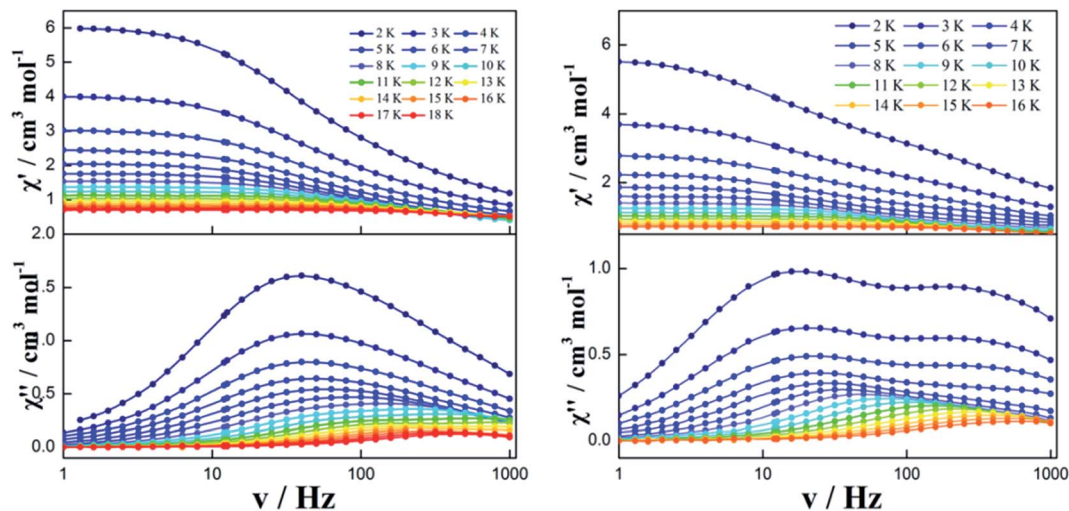 6
5
4
3
2
1
χ' / cm³ mol⁻¹
2 K 3 K 4 K
5 K 6 K 7 K
8 K 9 K 10 K
11 K 12 K 13 K
14 K 15 K 16 K
17 K 18 K
2.0
.5
.0
0.5
0.0
χ'' / cm³ mol⁻¹
1 10 100 1000
ν / Hz
6
4
2
χ' / cm³ mol⁻¹
2 K 3 K 4 K
5 K 6 K 7 K
8 K 9 K 10 K
11 K 12 K 13 K
14 K 15 K 16 K
1.0
0.5
0.0
χ'' / cm³ mol⁻¹
1 10 100 1000
ν / Hz